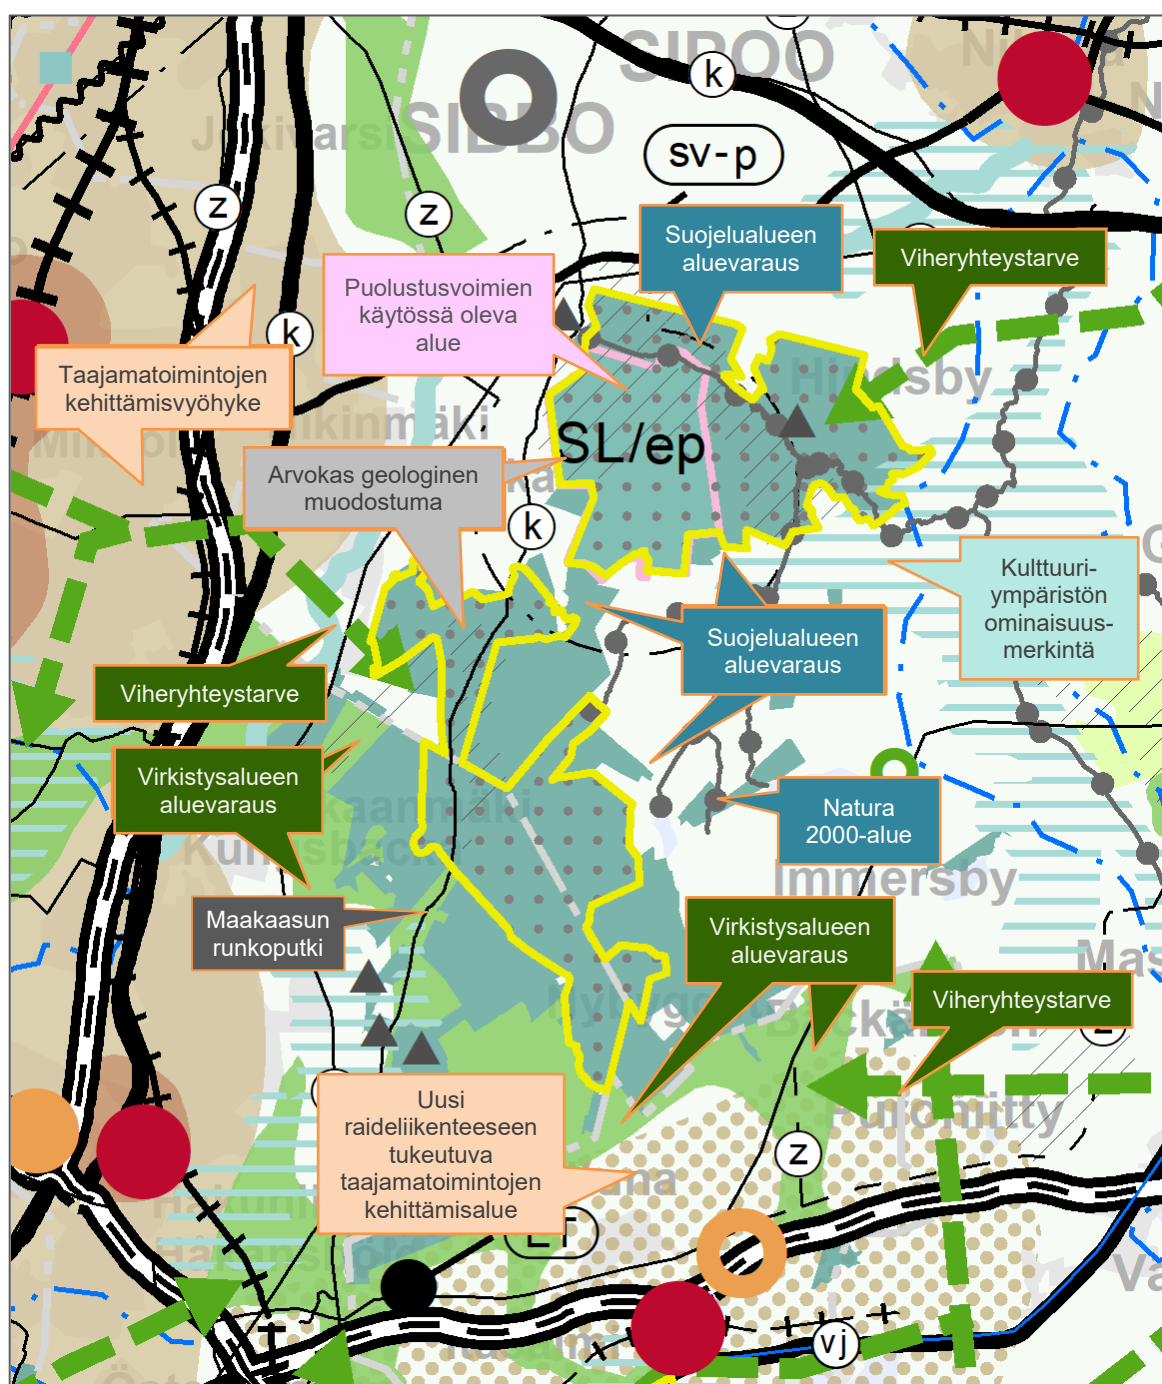 SIPOO
k
SIBBO
sv-p
z
z
Suojelualueen
aluevaraus
Viheryhteystarve
Puolustusvoimien
käytössä oleva
alue
k
Taajamatoimintojen
kehittämisvyöhyke
SL/ep
Arvokas geologinen
muodostuma
k
Kulttuuri-
ympäristön
ominaisuus-
merkintä
Suojelualueen
aluevaraus
Viheryhteystarve
Virkistysalueen
aluevaraus
Natura
2000-alue
Immersby
Maakaasun
runkoputki
Virkistysalueen
aluevaraus
Viheryhteystarve
z
Uusi
raideliikenteeseen
tukeutuva
taajamatoimintojen
kehittämisalue
z
vj